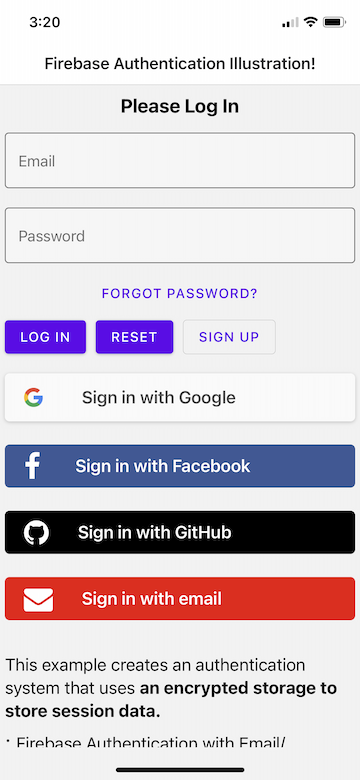 3:20
Firebase Authentication Illustration!
Please Log In
Email
Password
FORGOT PASSWORD?
LOG IN RESET SIGN UP
Sign in with Google
Sign in with Facebook
Sign in with GitHub
Sign in with email
This example creates an authentication
system that uses an encrypted storage to
store session data.
· Firebase Authentication with Email/